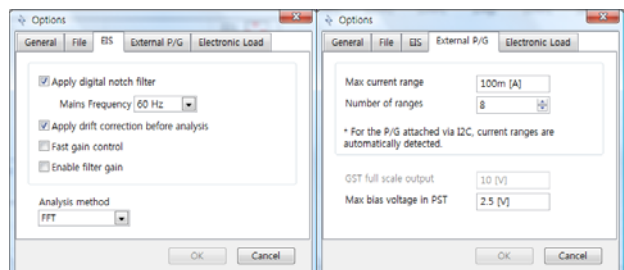 Options
General File EIS External P/G Electronic Load
Apply digital notch filter
Mains Frequency 60 Hz
Apply drift correction before analysis
Fast gain control
Enable filter gain
Analysis method
FFT
OK Cancel
Options
General File EIS External P/G Electronic Load
Max current range 100m [A]
Number of ranges 8
* For the P/G attached via I2C, current ranges are
automatically detected.
GST full scale output 10 [V]
Max bias voltage in PST 2.5 [V]
OK Cancel